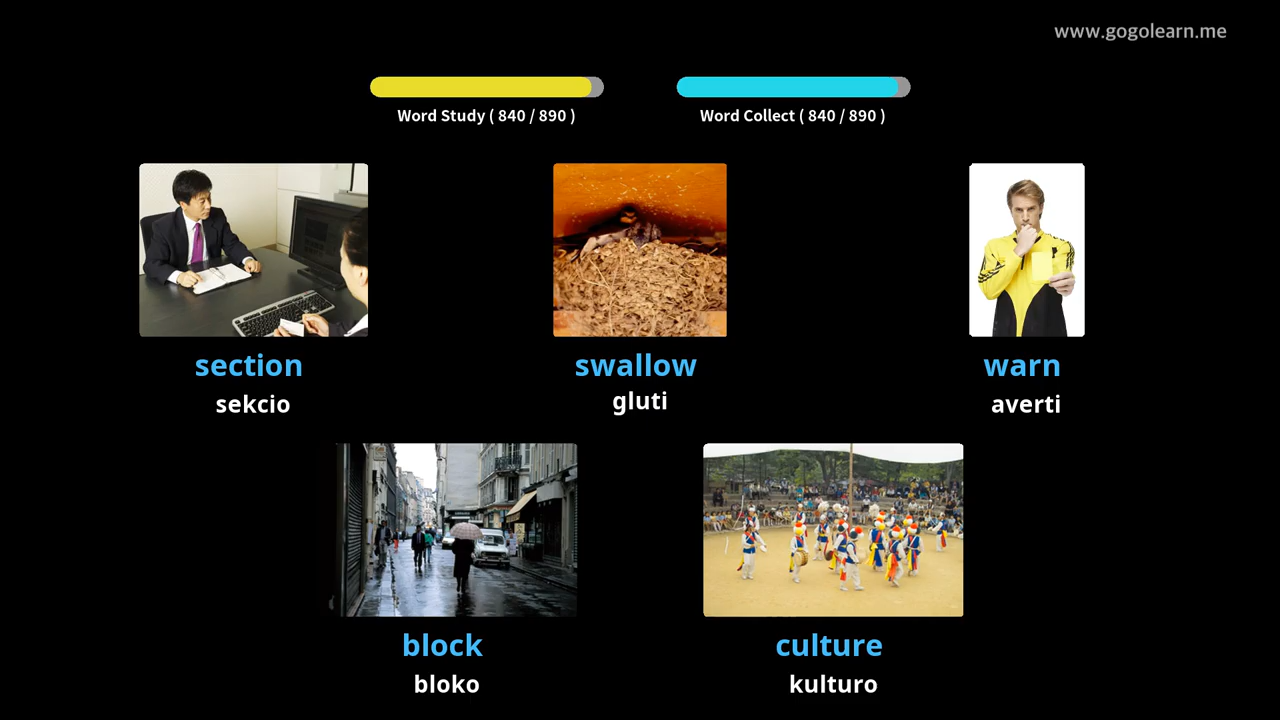 www.gogolearn.me
Word Study ( 840 / 890 )
Word Collect ( 840 / 890 )
section
sekcio
swallow
gluti
warn
averti
block
bloko
culture
kulturo